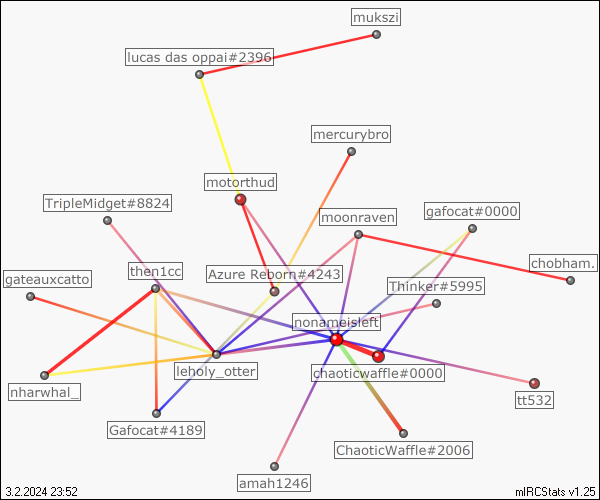 mukszi
lucas das oppai#2396
mercurybro
motorthud
TripleMidget#8824
moonraven
gafocat#0000
then1cc
Azure Reborn#4243
chobham.
gateauxcatto
Thinker#5995
nonameisleft
leholy_otter
chaoticwaffle#0000
nharwhal_
tt532
Gafocat#4189
ChaoticWaffle#2006
amah1246
3.2.2024 23:52
mIRCStats v1.25